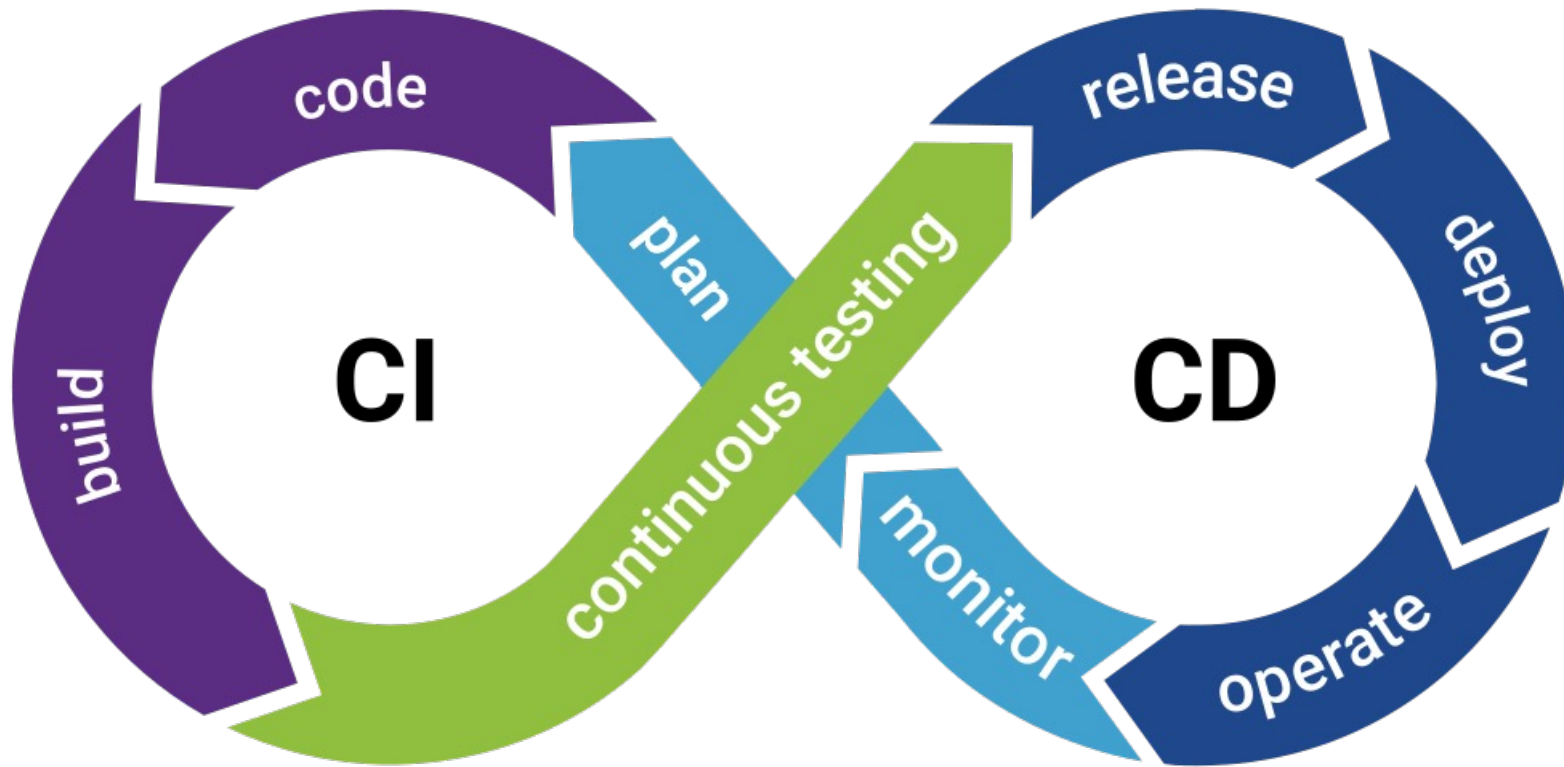 code
release
plan
continuous testing
deploy
build
CI
CD
monitor
operate